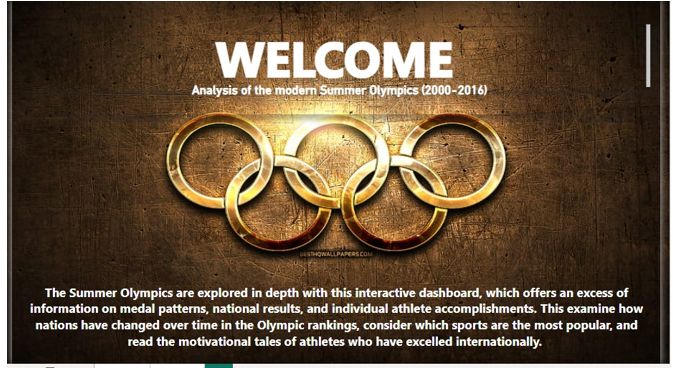 WELCOME
Analysis of the modern Summer Olympics (2000-2016)
BESTHQWALLPAPERS.COM
The Summer Olympics are explored in depth with this interactive dashboard, which offers an excess of
information on medal patterns, national results, and individual athlete accomplishments. This examine how
nations have changed over time in the Olympic rankings, consider which sports are the most popular, and
read the motivational tales of athletes who have excelled internationally.